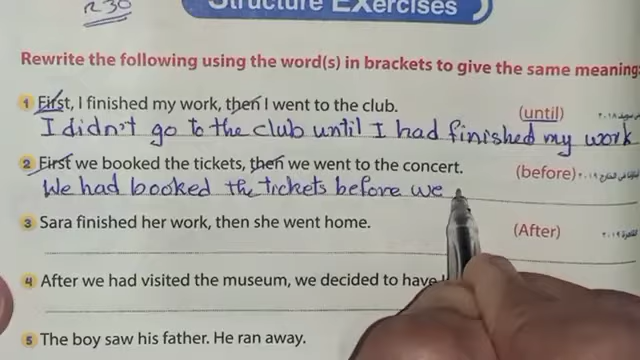 Structure Exercises
Rewrite the following using the word(s) in brackets to give the same meaning:
1 First, I finished my work, then I went to the club. (until)
I didn't go to the club until I had finished my work
2 First we booked the tickets, then we went to the concert. (before)
We had booked the tickets before we
3 Sara finished her work, then she went home. (After)
4 After we had visited the museum, we decided to have
5 The boy saw his father. He ran away.